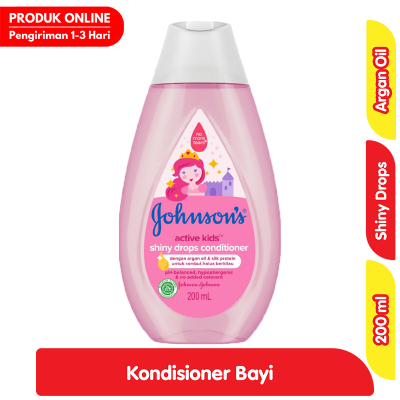 PRODUK ONLINE
Pengiriman 1-3 Hari
no
more
tears
Johnson's
active kids™
shiny drops conditioner
dengan argan oil & silk protein
untuk rambut halus berkilau
pH balanced, hypoallergenic
& no added colorant
Johnson & Johnson
200 mL
Argan Oil
Shiny Drops
200 ml
Kondisioner Bayi